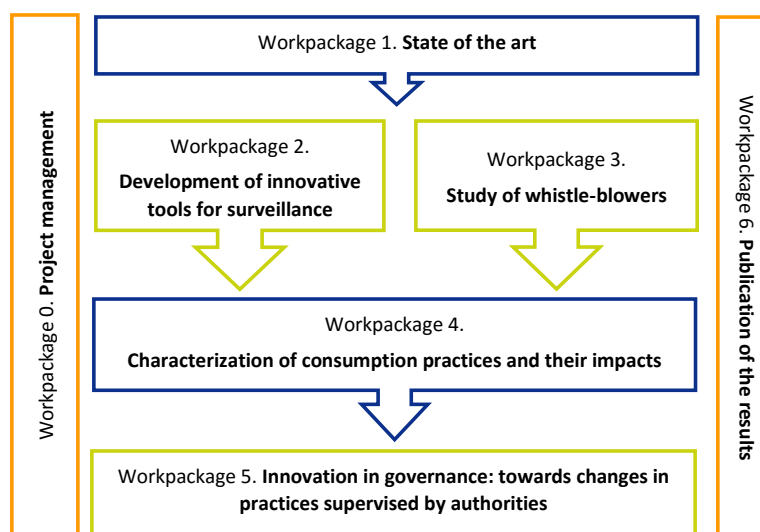 Workpackage 0. Project management
Workpackage 1. State of the art
Workpackage 2.
Development of innovative
tools for surveillance
Workpackage 3.
Study of whistle-blowers
Workpackage 4.
Characterization of consumption practices and their impacts
Workpackage 5. Innovation in governance: towards changes in
practices supervised by authorities
Workpackage 6. Publication of the
results